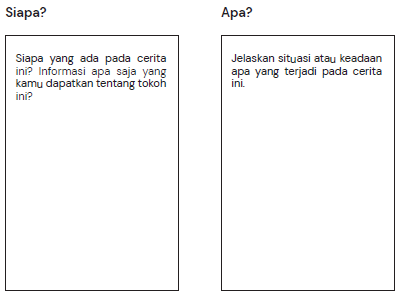 Siapa?
Siapa yang ada pada cerita
ini? Informasi apa saja yang
kamu dapatkan tentang tokoh
ini?
Apa?
Jelaskan situasi atau keadaan
apa yang terjadi pada cerita
ini.